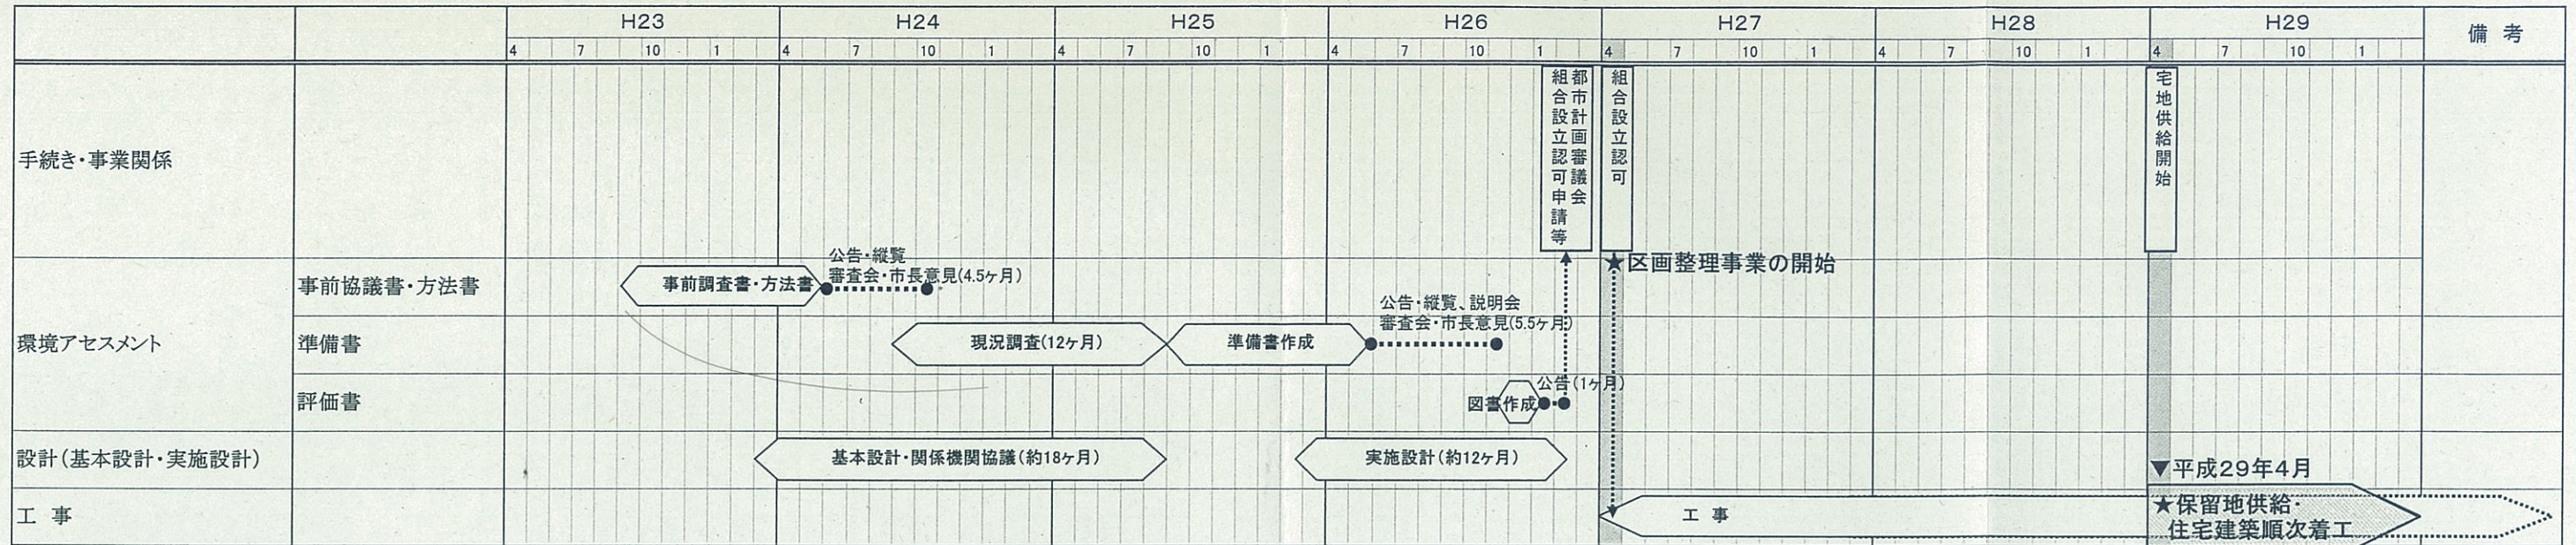 H23 H24 H25 H26 H27 H28 H29 備考
4 7 10 1 4 7 10 1 4 7 10 1 4 7 10 1 4 7 10 1 4 7 10 1 4 7 10 1
手続き・事業関係
都市計画審議会
組合設立認可申請等
組合設立認可
宅地供給開始
★区画整理事業の開始
環境アセスメント
事前協議書・方法書
事前調査書・方法書
公告・縦覧
審査会・市長意見(4.5ヶ月)
準備書
現況調査(12ヶ月)
準備書作成
公告・縦覧、説明会
審査会・市長意見(5.5ヶ月)
評価書
図書作成
公告(1ヶ月)
設計(基本設計・実施設計)
基本設計・関係機関協議(約18ヶ月)
実施設計(約12ヶ月)
▼平成29年4月
工事
工事
★保留地供給・
住宅建築順次着工